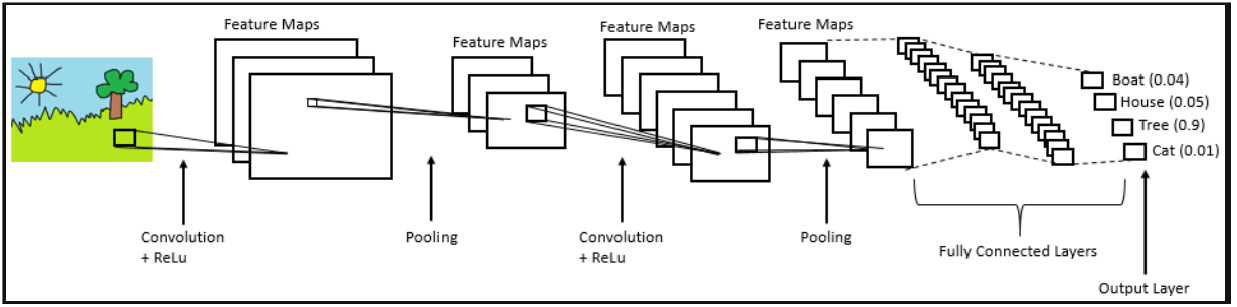 Feature Maps
Feature Maps
Feature Maps
Feature Maps
Boat (0.04)
House (0.05)
Tree (0.9)
Cat (0.01)
Convolution
+ ReLu
Pooling
Convolution
+ ReLu
Pooling
Fully Connected Layers
Output Layer